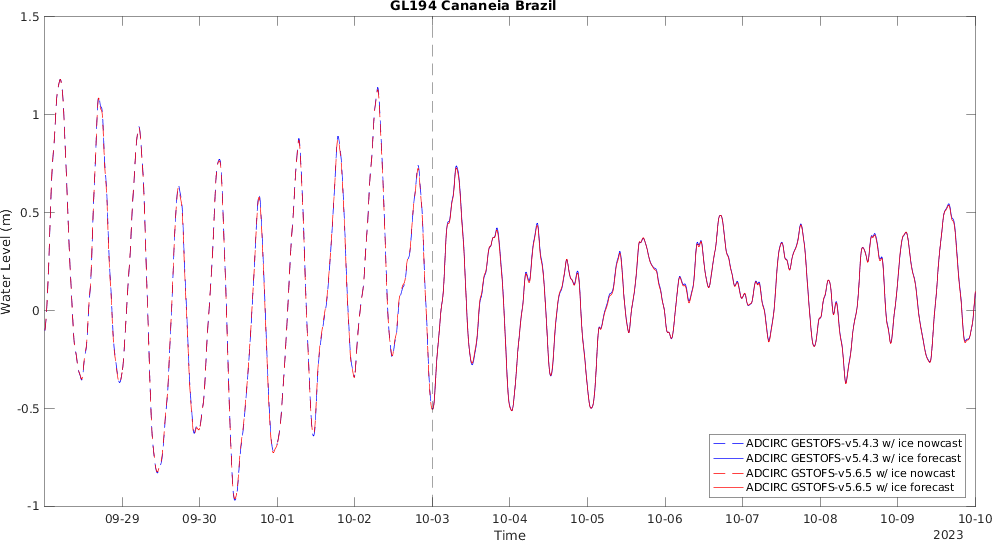 GL194 Cananeia Brazil
1.5
1
0.5
0
-0.5
-1
Water Level (m)
09-29 09-30 10-01 10-02 10-03 10-04 10-05 10-06 10-07 10-08 10-09 10-10
Time
2023
ADCIRC GESTOFS-v5.4.3 w/ ice nowcast
ADCIRC GESTOFS-v5.4.3 w/ ice forecast
ADCIRC GSTOFS-v5.6.5 w/ ice nowcast
ADCIRC GSTOFS-v5.6.5 w/ ice forecast